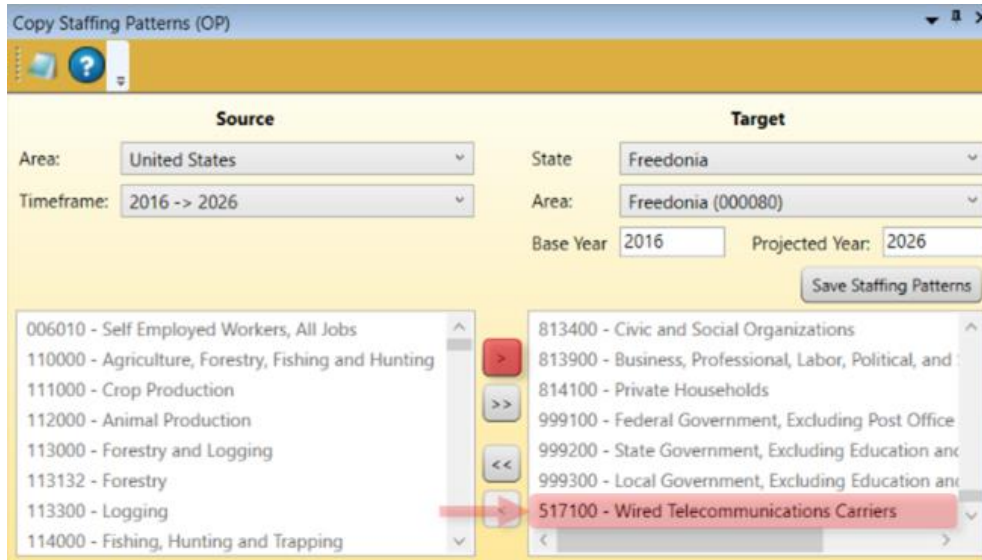 Copy Staffing Patterns (OP)
?
Source
Target
Area: United States
State Freedonia
Timeframe: 2016 -> 2026
Area: Freedonia (000080)
Base Year 2016 Projected Year: 2026
Save Staffing Patterns
006010 - Self Employed Workers, All Jobs
110000 - Agriculture, Forestry, Fishing and Hunting
111000 - Crop Production
112000 - Animal Production
113000 - Forestry and Logging
113132 - Forestry
113300 - Logging
114000 - Fishing, Hunting and Trapping
>
>>
<<
813400 - Civic and Social Organizations
813900 - Business, Professional, Labor, Political, and
814100 - Private Households
999100 - Federal Government, Excluding Post Office
999200 - State Government, Excluding Education and
999300 - Local Government, Excluding Education and
517100 - Wired Telecommunications Carriers